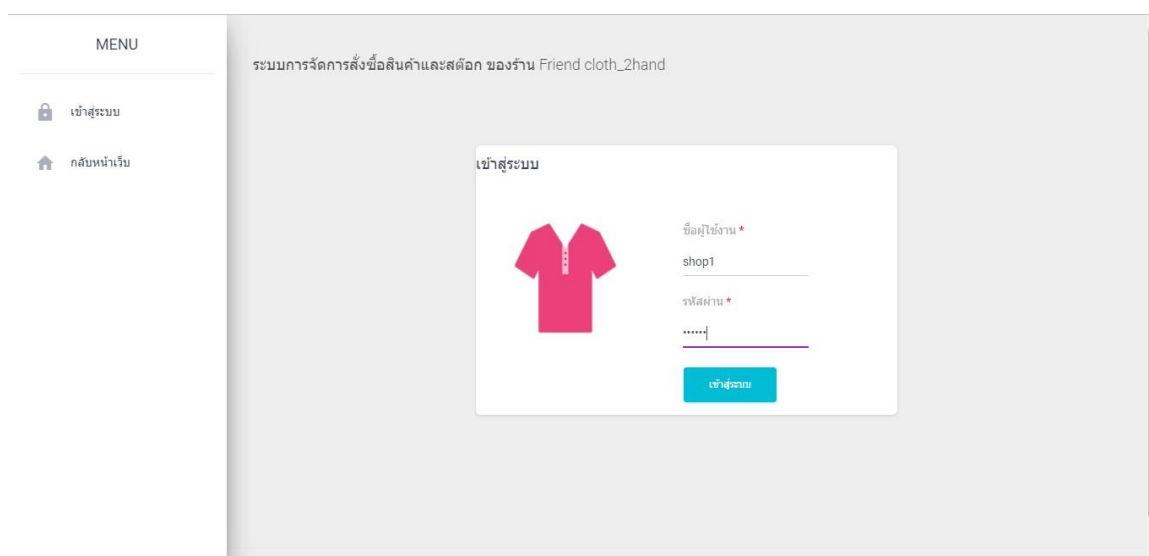 MENU
ระบบการจัดการสั่งซื้อสินค้าและสต๊อก ของร้าน Friend cloth_2hand
เข้าสู่ระบบ
กลับหน้าเว็บ
เข้าสู่ระบบ
ชื่อผู้ใช้งาน *
shop1
รหัสผ่าน *
••••••
เข้าสู่ระบบ